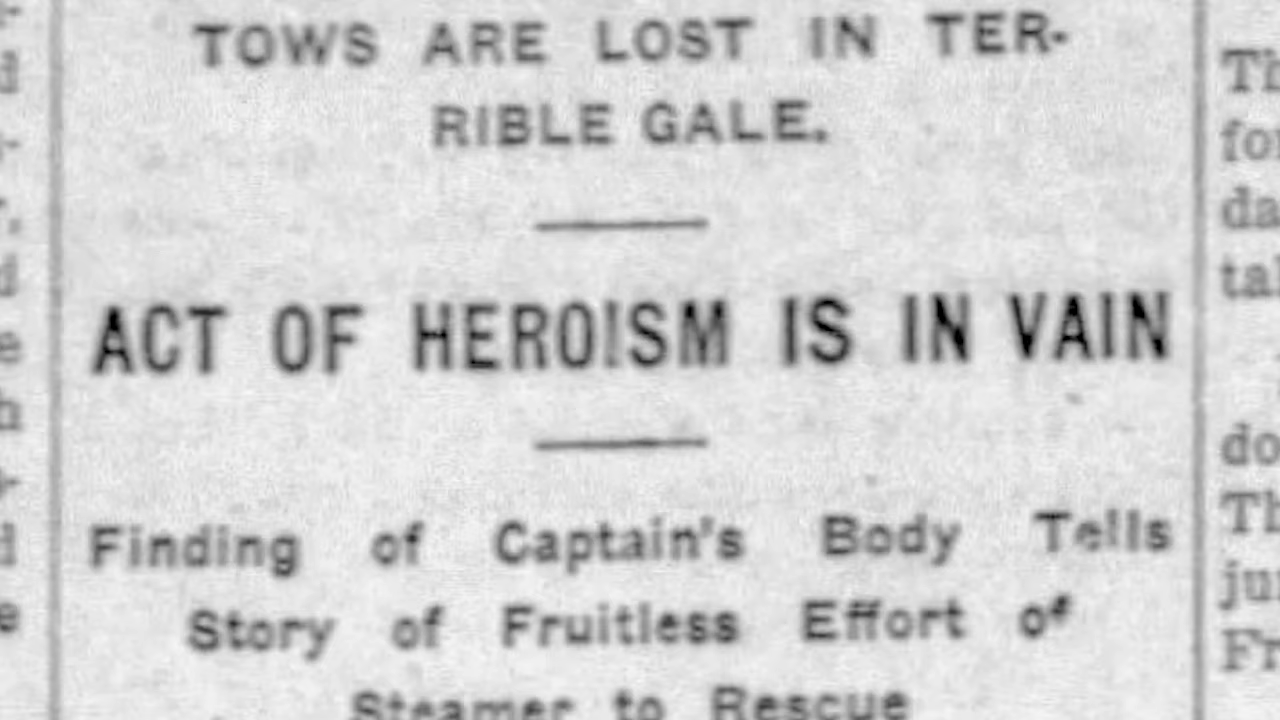 TOWS ARE LOST IN TER-
RIBLE GALE.
ACT OF HEROISM IS IN VAIN
Finding of Captain's Body Tells
Story of Fruitless Effort of
Steamer to Rescue